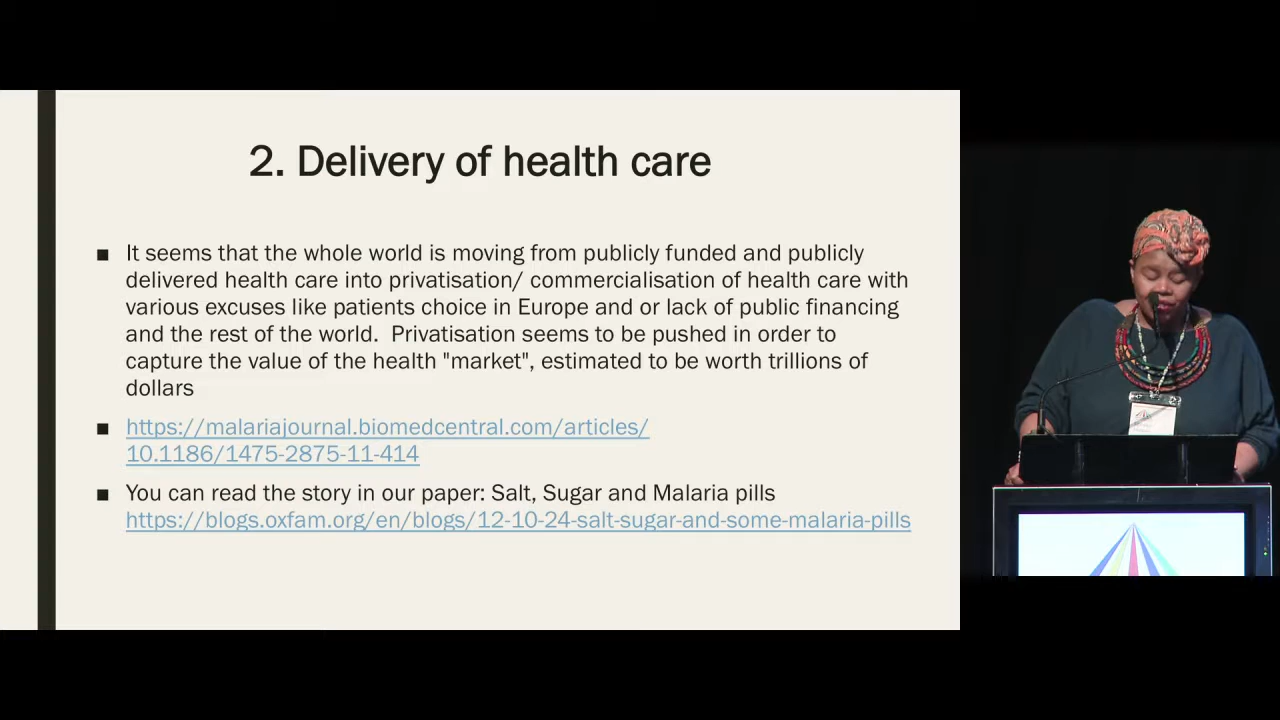 2. Delivery of health care
■ It seems that the whole world is moving from publicly funded and publicly
delivered health care into privatisation/ commercialisation of health care with
various excuses like patients choice in Europe and or lack of public financing
and the rest of the world.  Privatisation seems to be pushed in order to
capture the value of the health "market", estimated to be worth trillions of
dollars
■ https://malariajournal.biomedcentral.com/articles/
10.1186/1475-2875-11-414
■ You can read the story in our paper: Salt, Sugar and Malaria pills
https://blogs.oxfam.org/en/blogs/12-10-24-salt-sugar-and-some-malaria-pills